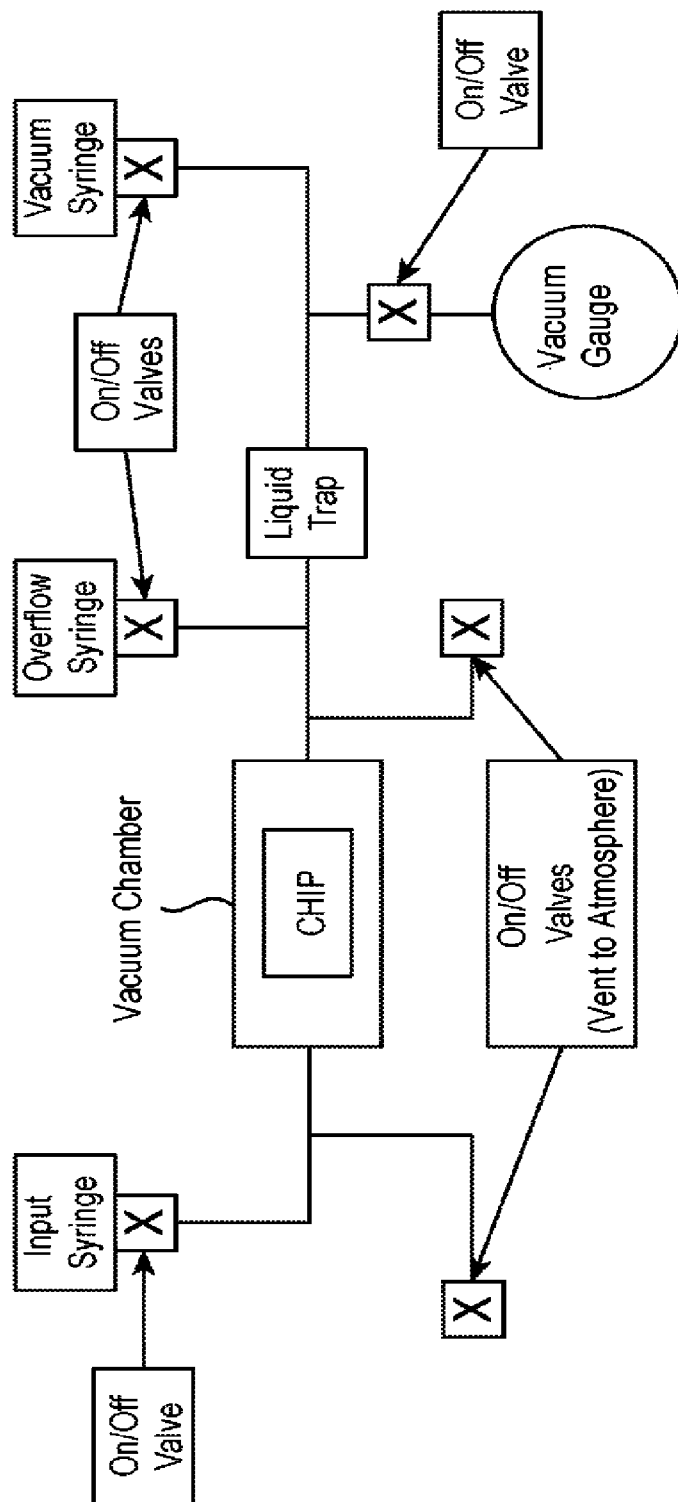 On/Off
Valve
Input
Syringe
X
X
Vacuum Chamber
CHIP
On/Off
Valves
(Vent to Atmosphere)
Overflow
Syringe
X
X
On/Off
Valves
Liquid
Trap
Vacuum
Syringe
X
X
Vacuum
Gauge
On/Off
Valve